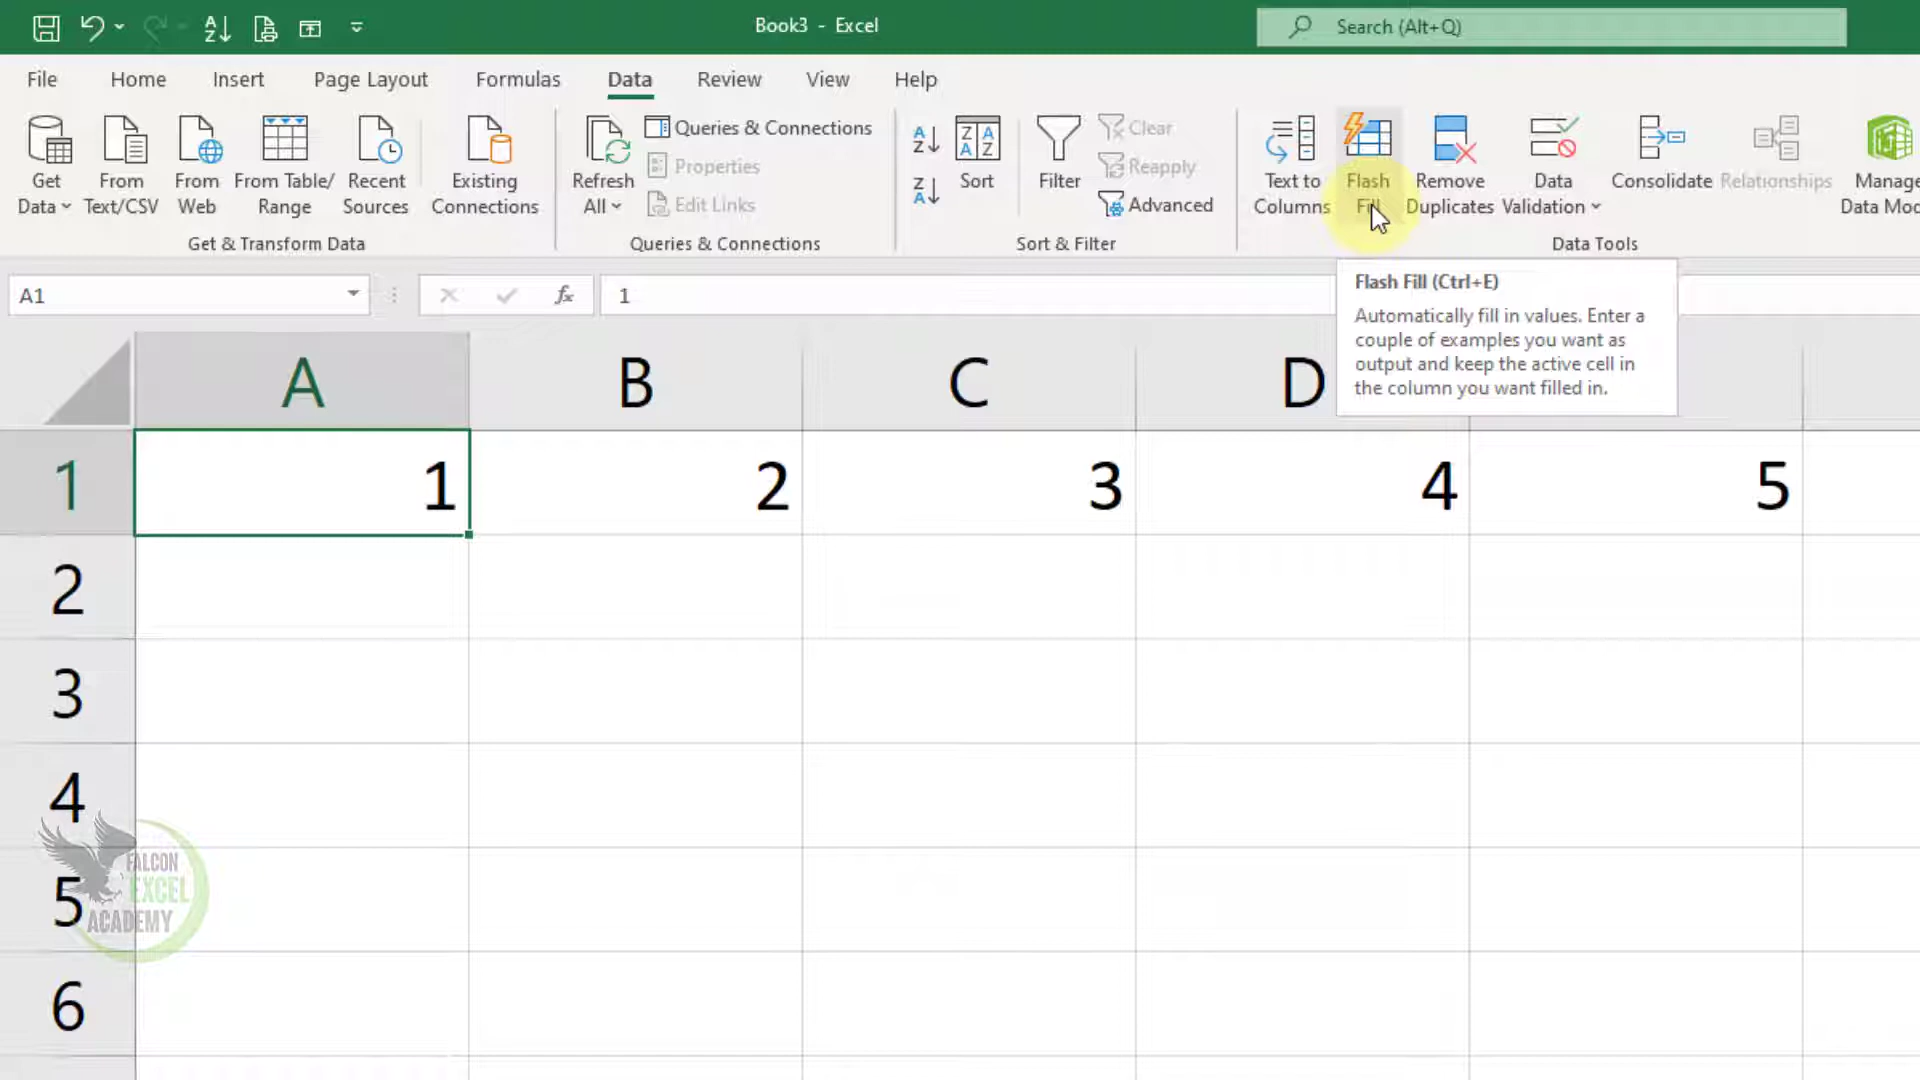 Book3 - Excel
Search (Alt+Q)
File Home Insert Page Layout Formulas Data Review View Help
Get Data
From Text/CSV
From Web
From Table/ Range
Recent Sources
Existing Connections
Get & Transform Data
Refresh All
Queries & Connections
Properties
Edit Links
Queries & Connections
Sort
Filter
Clear
Reapply
Advanced
Sort & Filter
Text to Columns
Flash Fill
Remove Duplicates
Data Validation
Consolidate
Relationships
Manage
Data Mod
Data Tools
A1
fx
1
Flash Fill (Ctrl+E)
Automatically fill in values. Enter a
couple of examples you want as
output and keep the active cell in
the column you want filled in.
A B C D
1 1 2 3 4 5
2
3
4
5
6
FALCON
EXCEL
ACADEMY